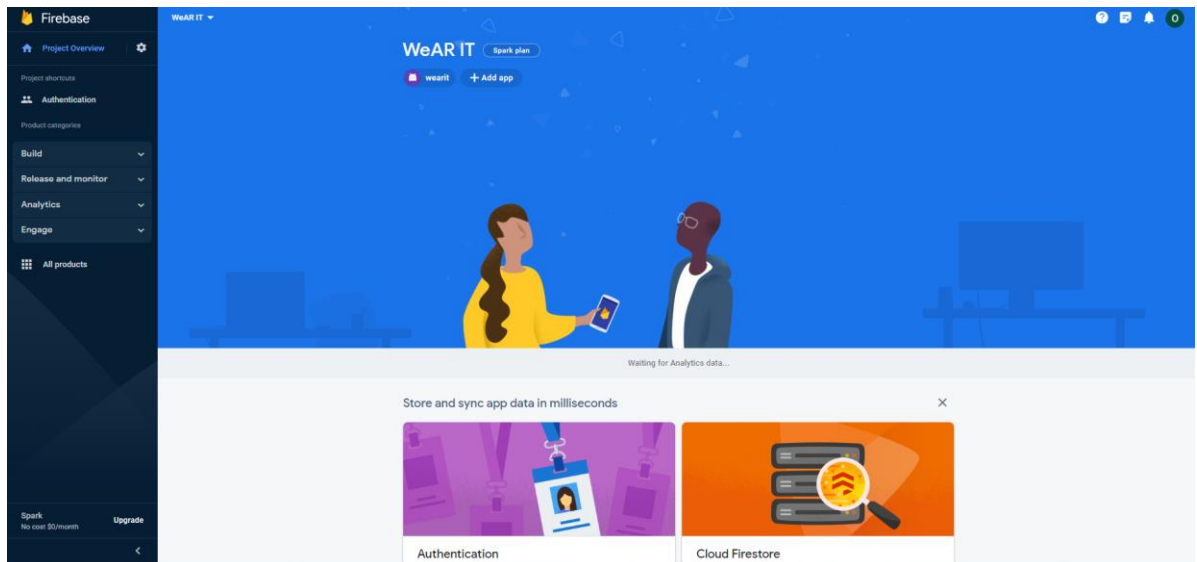 Firebase
Project Overview
Project shortcuts
Authentication
Product categories
Build
Release and monitor
Analytics
Engage
All products
Spark
No cost $0/month
Upgrade
WeAR IT
WeAR IT
Spark plan
wearit
+ Add app
O
Waiting for Analytics data...
Store and sync app data in milliseconds
Authentication
Cloud Firestore